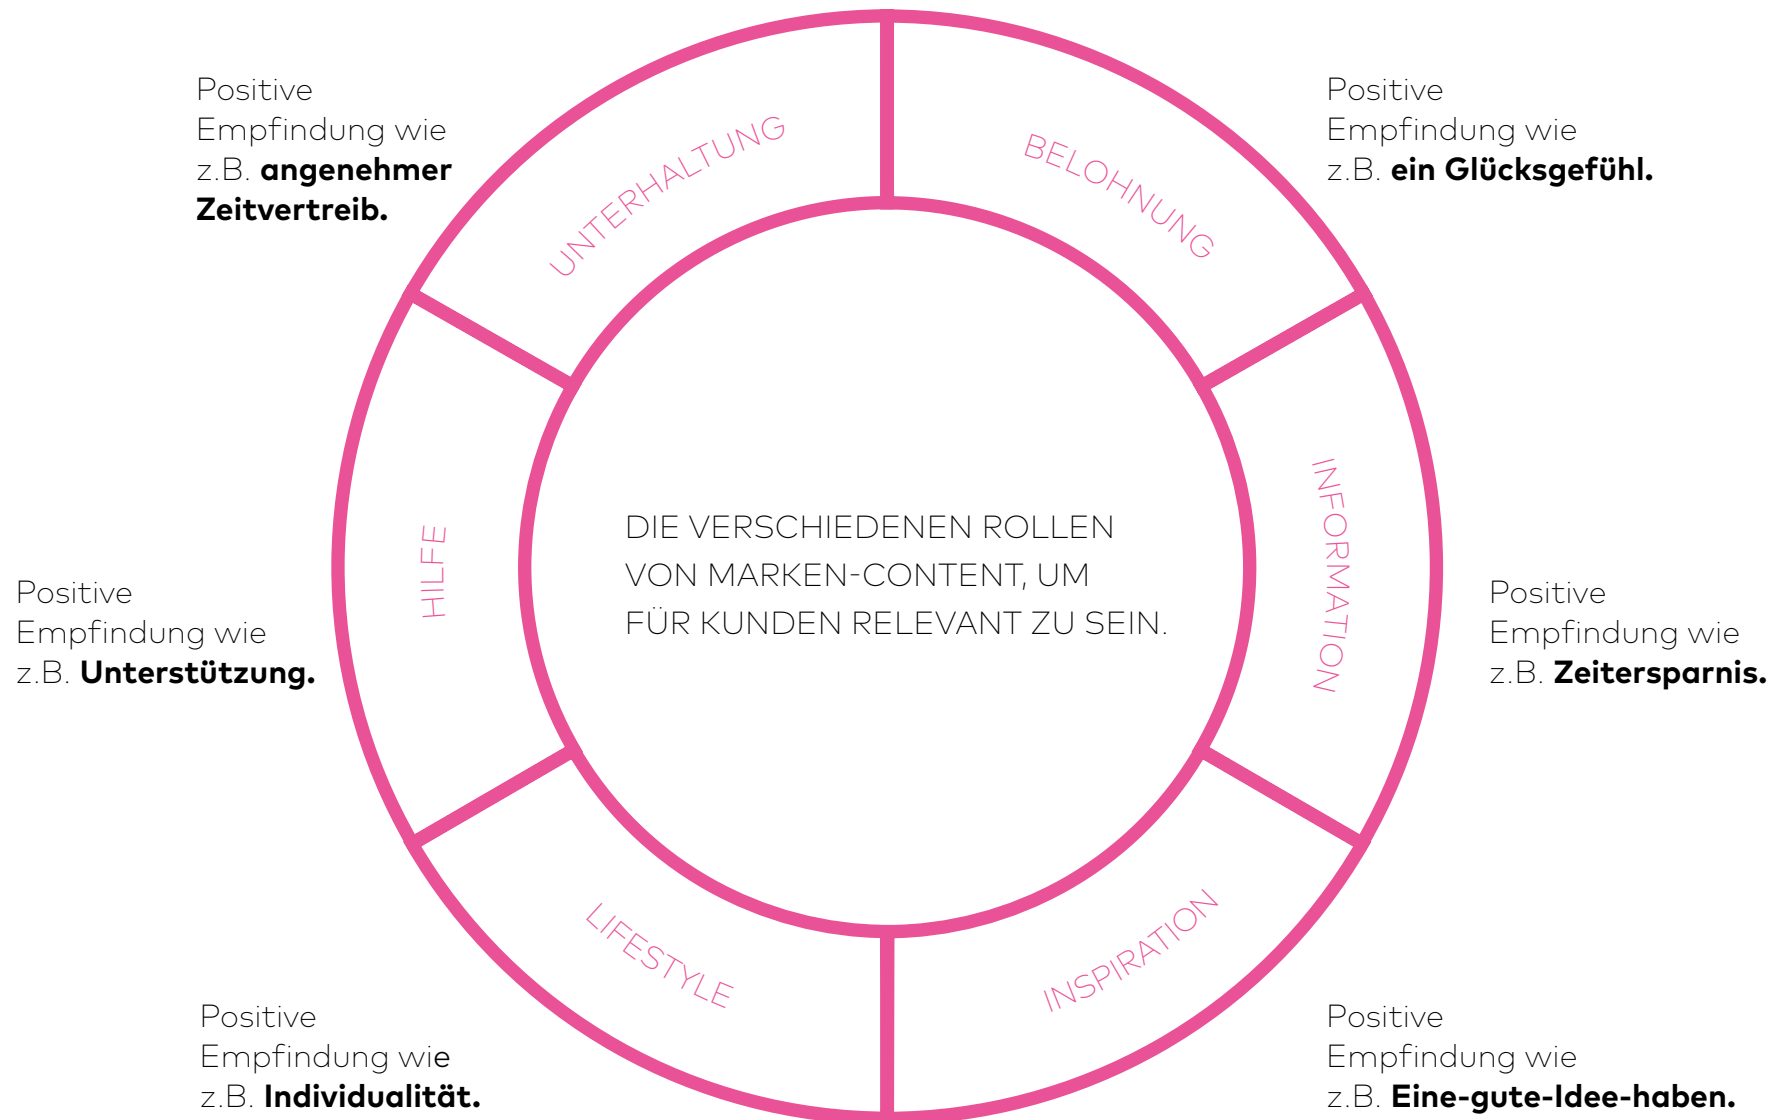 Positive
Empfindung wie
z.B. angenehmer
Zeitvertreib.
UNTERHALTUNG
BELOHNUNG
Positive
Empfindung wie
z.B. ein Glücksgefühl.
Positive
Empfindung wie
z.B. Unterstützung.
HILFE
DIE VERSCHIEDENEN ROLLEN
VON MARKEN-CONTENT, UM
FÜR KUNDEN RELEVANT ZU SEIN.
INFORMATION
Positive
Empfindung wie
z.B. Zeitersparnis.
Positive
Empfindung wie
z.B. Individualität.
LIFESTYLE
INSPIRATION
Positive
Empfindung wie
z.B. Eine-gute-Idee-haben.